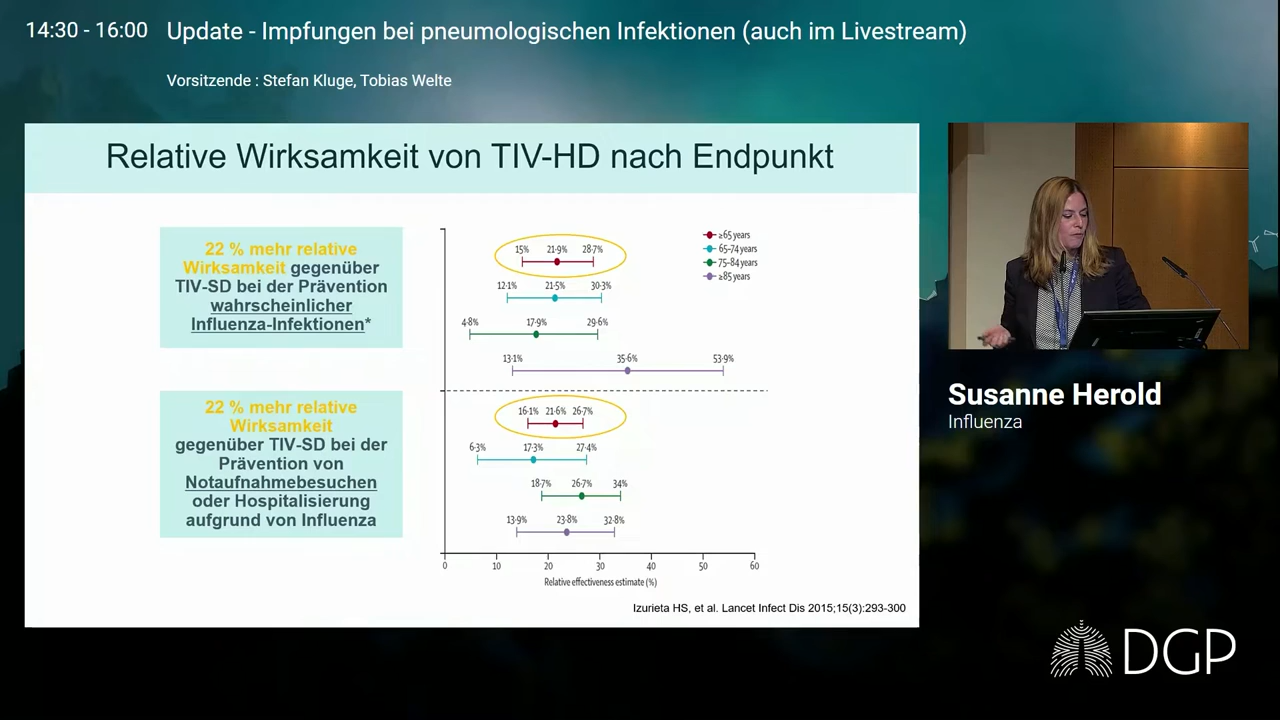 14:30 - 16:00 Update - Impfungen bei pneumologischen Infektionen (auch im Livestream)
Vorsitzende : Stefan Kluge, Tobias Welte
Relative Wirksamkeit von TIV-HD nach Endpunkt
22 % mehr relative
Wirksamkeit gegenüber
TIV-SD bei der Prävention
wahrscheinlicher
Influenza-Infektionen*
22 % mehr relative
Wirksamkeit
gegenüber TIV-SD bei der
Prävention von
Notaufnahmebesuchen
oder Hospitalisierung
aufgrund von Influenza
≥65 years
65–74 years
75–84 years
≥85 years
15% 21·9% 28·7%
12·1% 21·5% 30·3%
4·8% 17·9% 29·6%
13·1% 35·6% 53·9%
16·1% 21·6% 26·7%
6·3% 17·3% 27·4%
18·7% 26·7% 34%
13·9% 23·8% 32·8%
0 10 20 30 40 50 60
Relative effectiveness estimate (%)
Izurieta HS, et al. Lancet Infect Dis 2015;15(3):293-300
Susanne Herold
Influenza
DGP